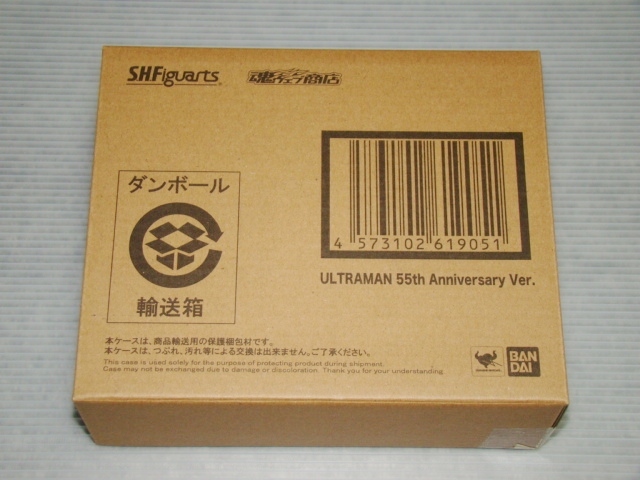 S.H.Figuarts
魂ウェブ商店
ダンボール
輸送箱
4 573102 619051
ULTRAMAN 55th Anniversary Ver.
本ケースは、商品輸送用の保護梱包材です。
本ケースは、つぶれ、汚れ等による交換は出来ません。ご了承ください。
This case is used solely for the purpose of protecting product during shipment.
Case may not be exchanged due to damage or discoloration. Thank you for your understanding.
BAN
DAI